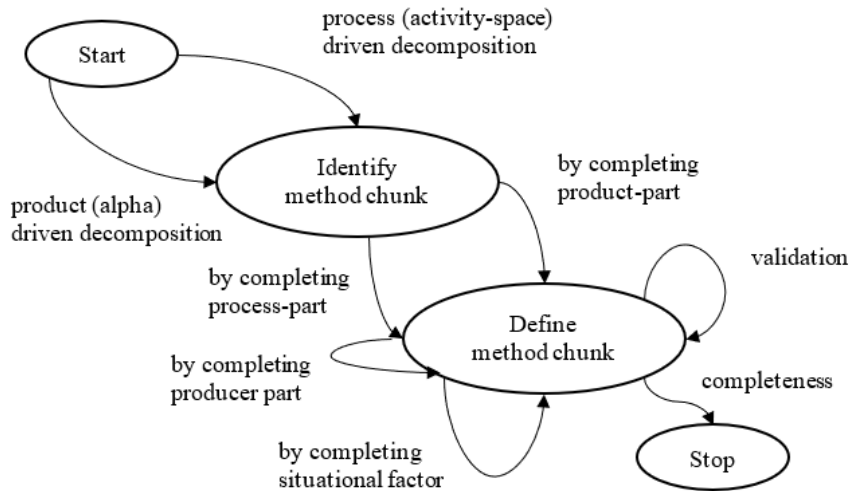 process (activity-space)
driven decomposition
Start
Identify
method chunk
by completing
product-part
product (alpha)
driven decomposition
by completing
process-part
validation
Define
method chunk
by completing
producer part
completeness
by completing
situational factor
Stop